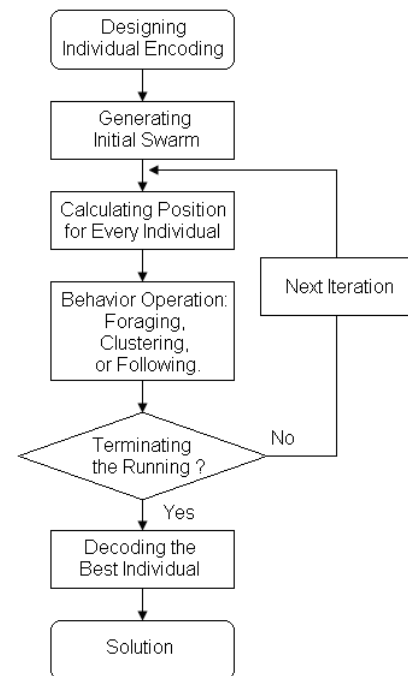 Designing
Individual Encoding
Generating
Initial Swarm
Calculating Position
for Every Individual
Behavior Operation:
Foraging,
Clustering,
or Following.
Next Iteration
Terminating
the Running ?
No
Yes
Decoding the
Best Individual
Solution